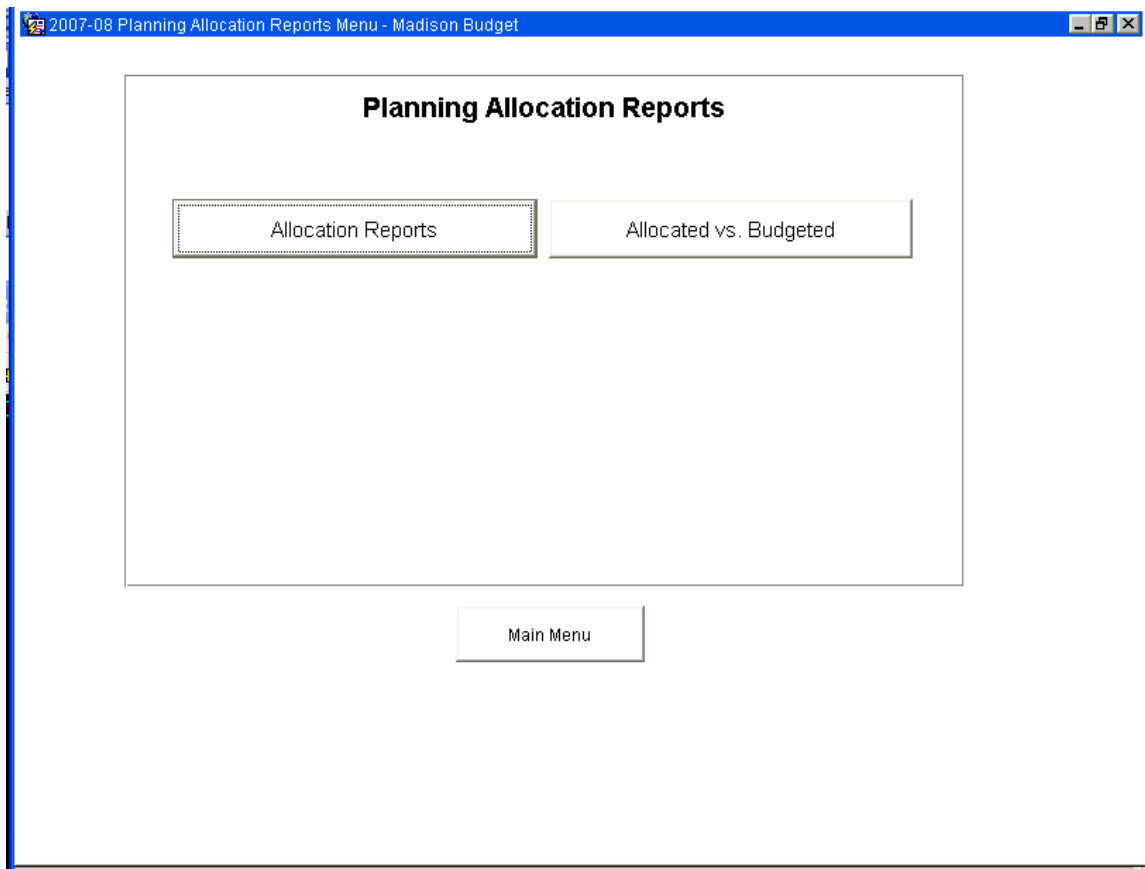 2007-08 Planning Allocation Reports Menu - Madison Budget
Planning Allocation Reports
Allocation Reports
Allocated vs. Budgeted
Main Menu